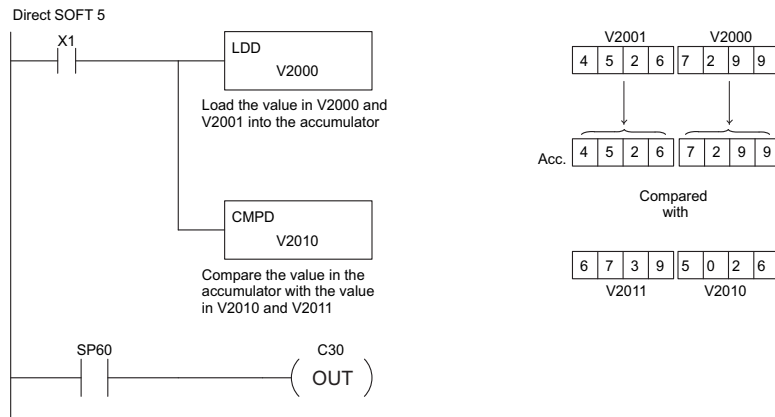 Direct SOFT 5
X1
LDD
V2000
Load the value in V2000 and
V2001 into the accumulator
CMPD
V2010
Compare the value in the
accumulator with the value
in V2010 and V2011
SP60
C30
OUT
V2001 V2000
4 5 2 6 7 2 9 9
Acc. 4 5 2 6 7 2 9 9
Compared
with
6 7 3 9 5 0 2 6
V2011 V2010